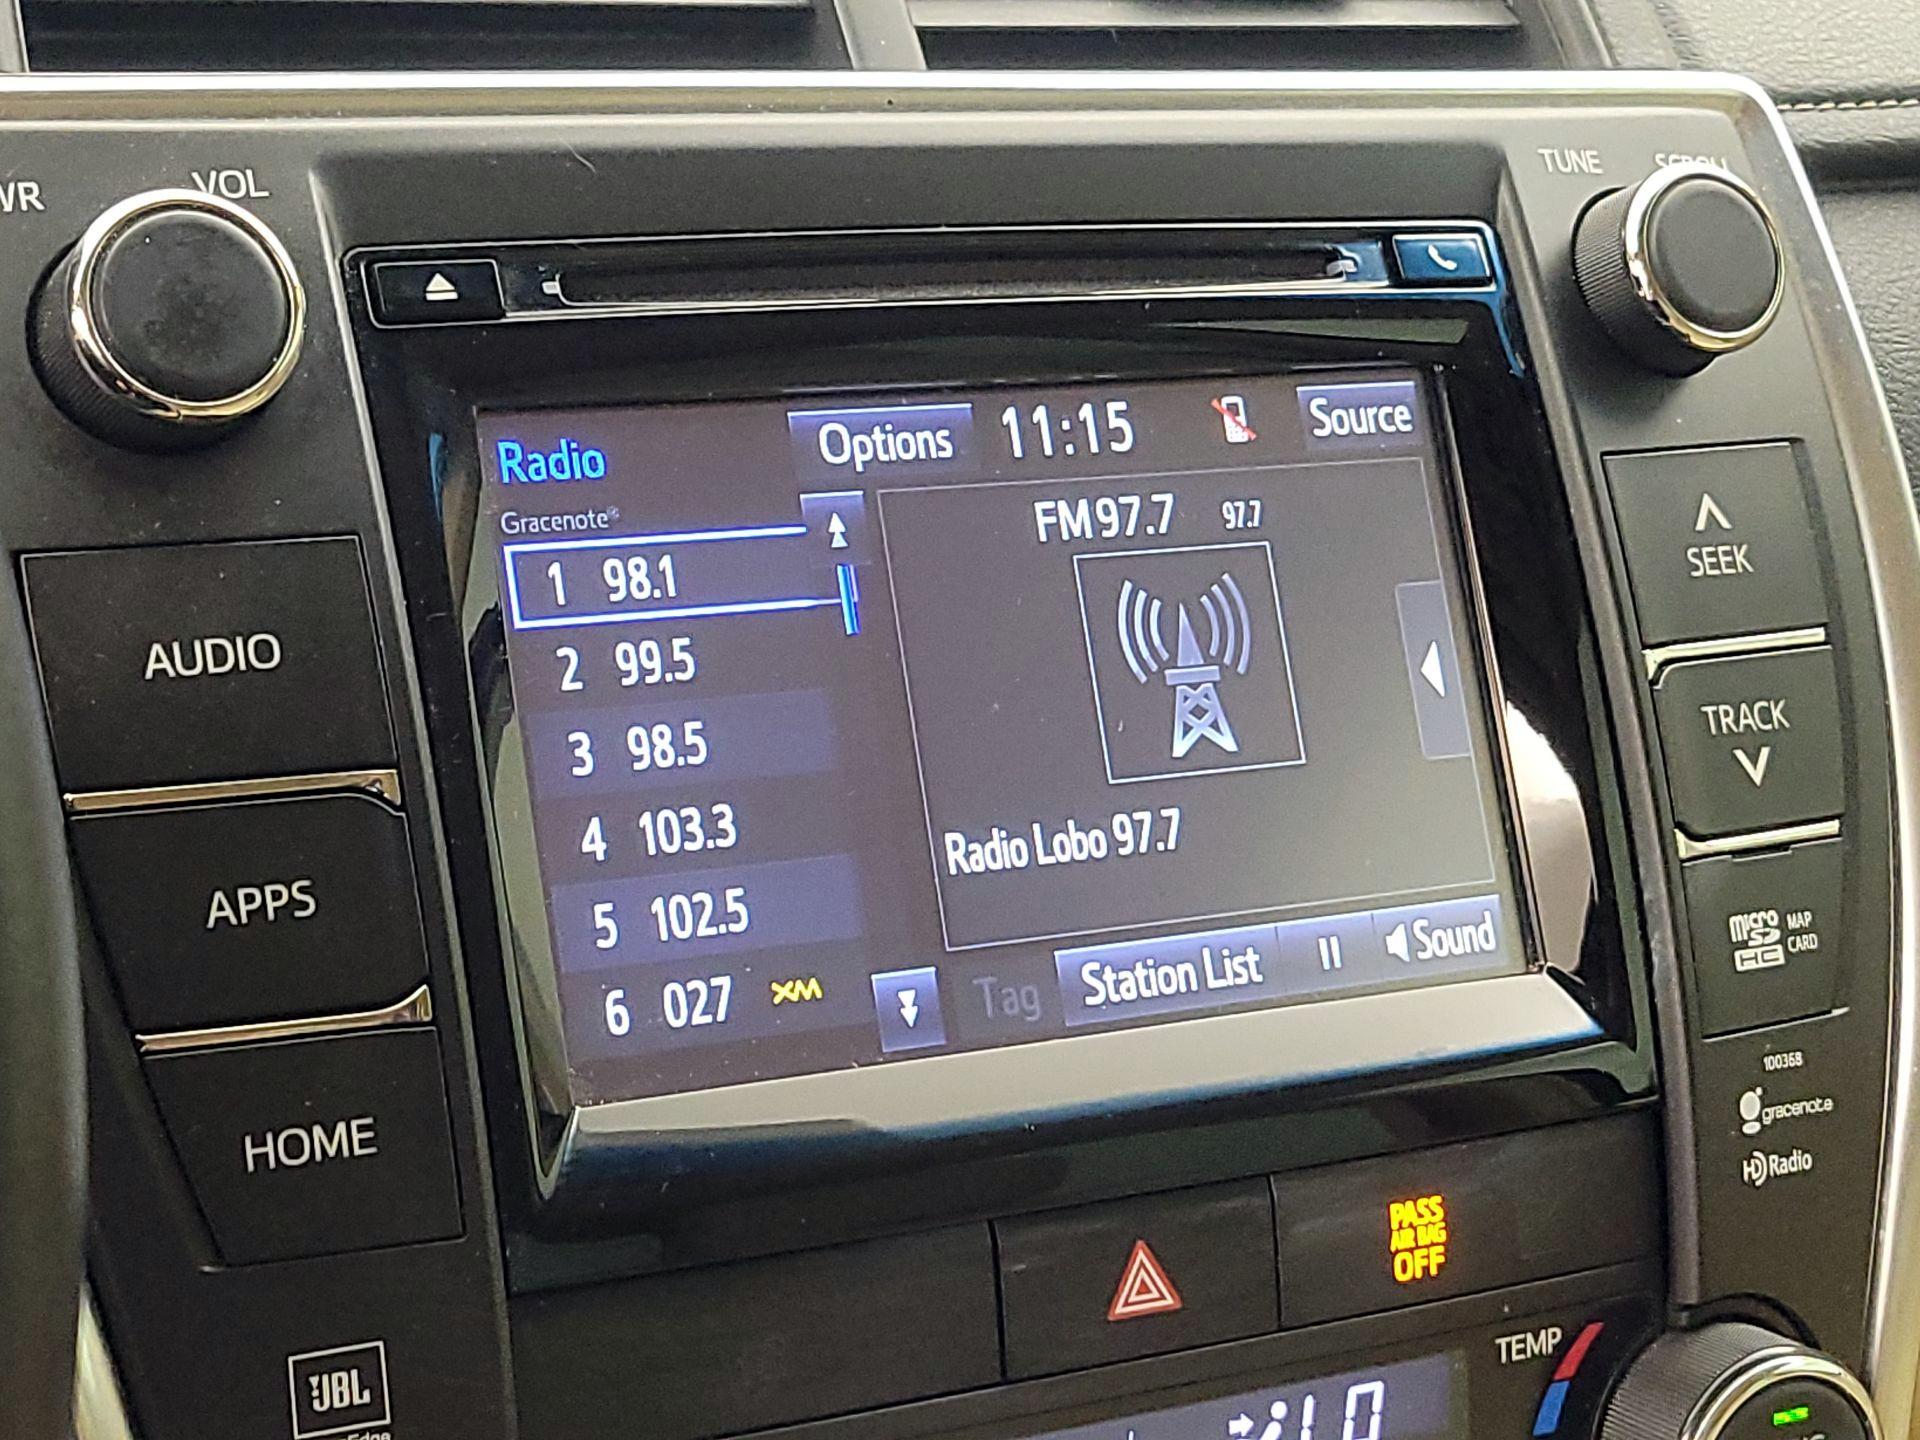 VOL
TUNE
Radio
Options
11:15
Source
Gracenote®
FM 97.7 97.7
1 98.1
2 99.5
3 98.5
4 103.3
5 102.5
6 027 XM
Radio Lobo 97.7
Tag
Station List
Sound
AUDIO
APPS
HOME
SEEK
TRACK
micro
SD
HC
MAP
CARD
100368
gracenote
HD Radio
PASS
AIR BAG
OFF
TEMP
LO
JBL